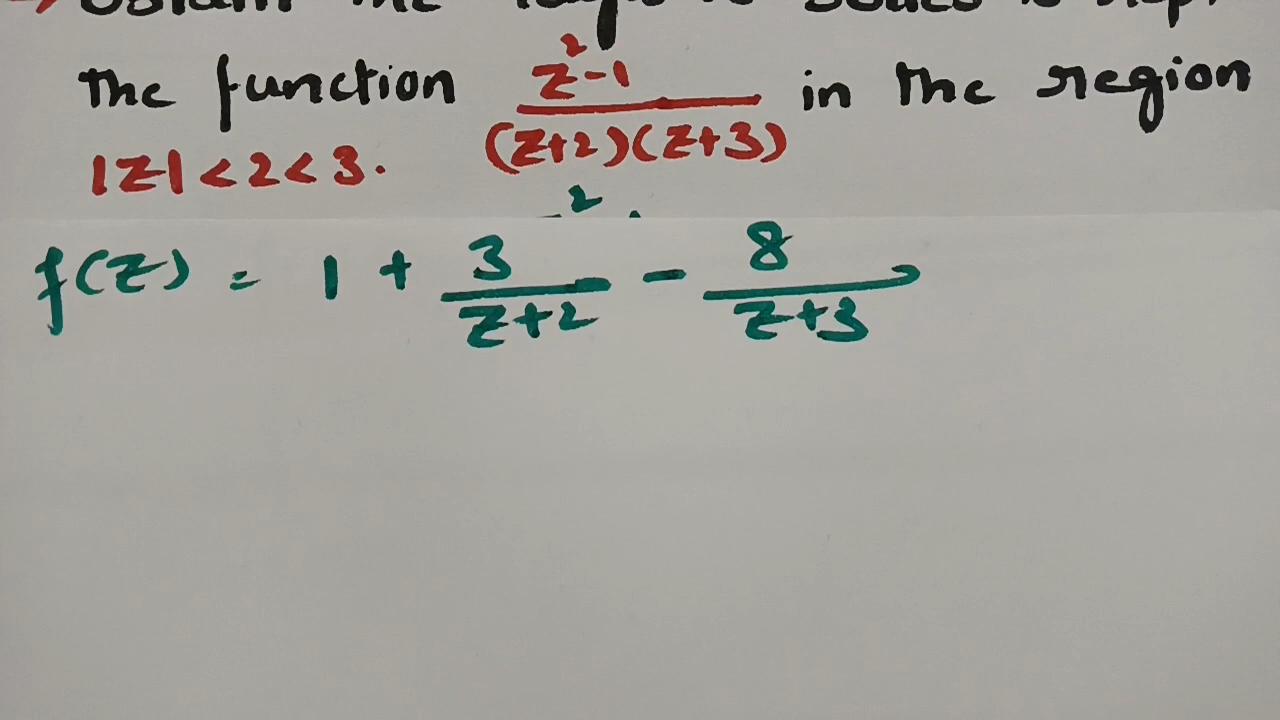 the function z²-1 / (z+2)(z+3) in the region
|z|<2<3.
f(z) = 1 + 3/(z+2) - 8/(z+3)